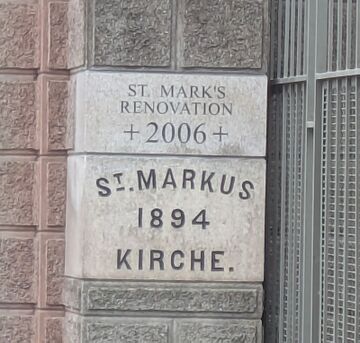 ST. MARK'S
RENOVATION
+2006+
ST. MARKUS
1894
KIRCHE.